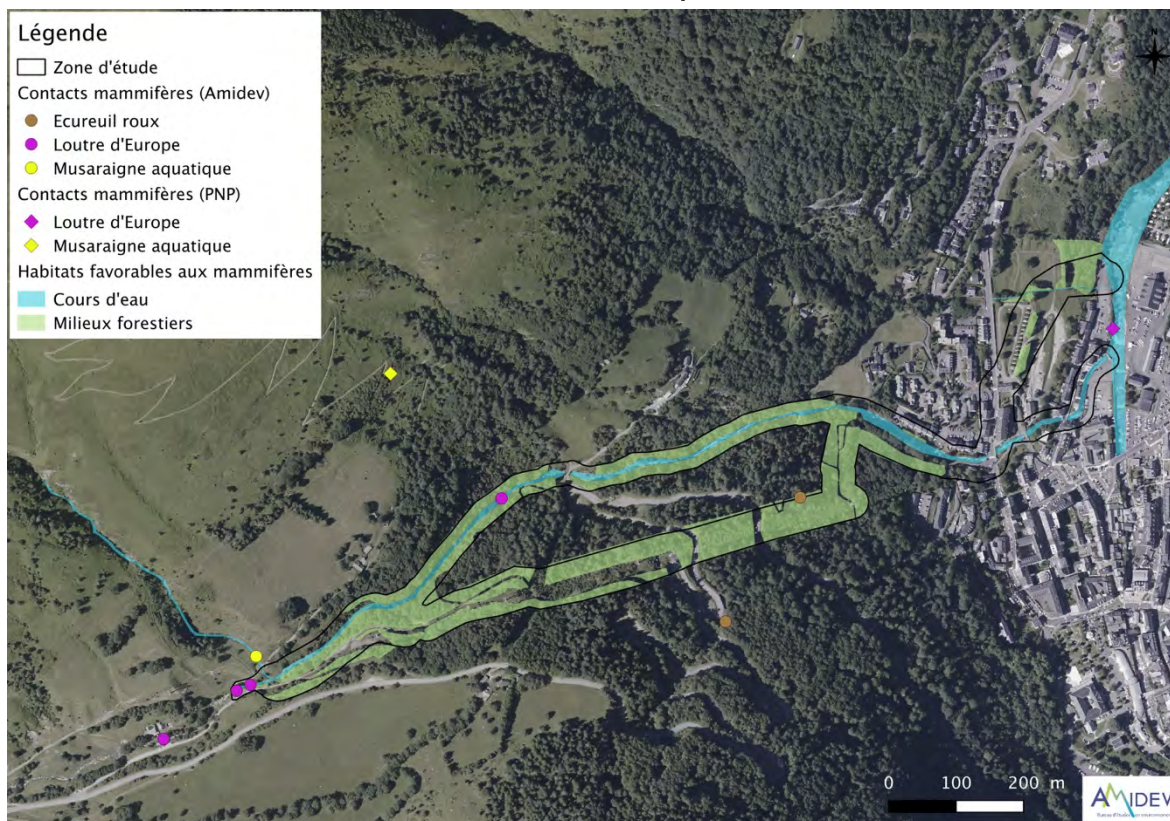 Légende
Zone d'étude
Contacts mammifères (Amidev)
Ecureuil roux
Loutre d'Europe
Musaraigne aquatique
Contacts mammifères (PNP)
Loutre d'Europe
Musaraigne aquatique
Habitats favorables aux mammifères
Cours d'eau
Milieux forestiers
N
0 100 200 m
AMIDEV